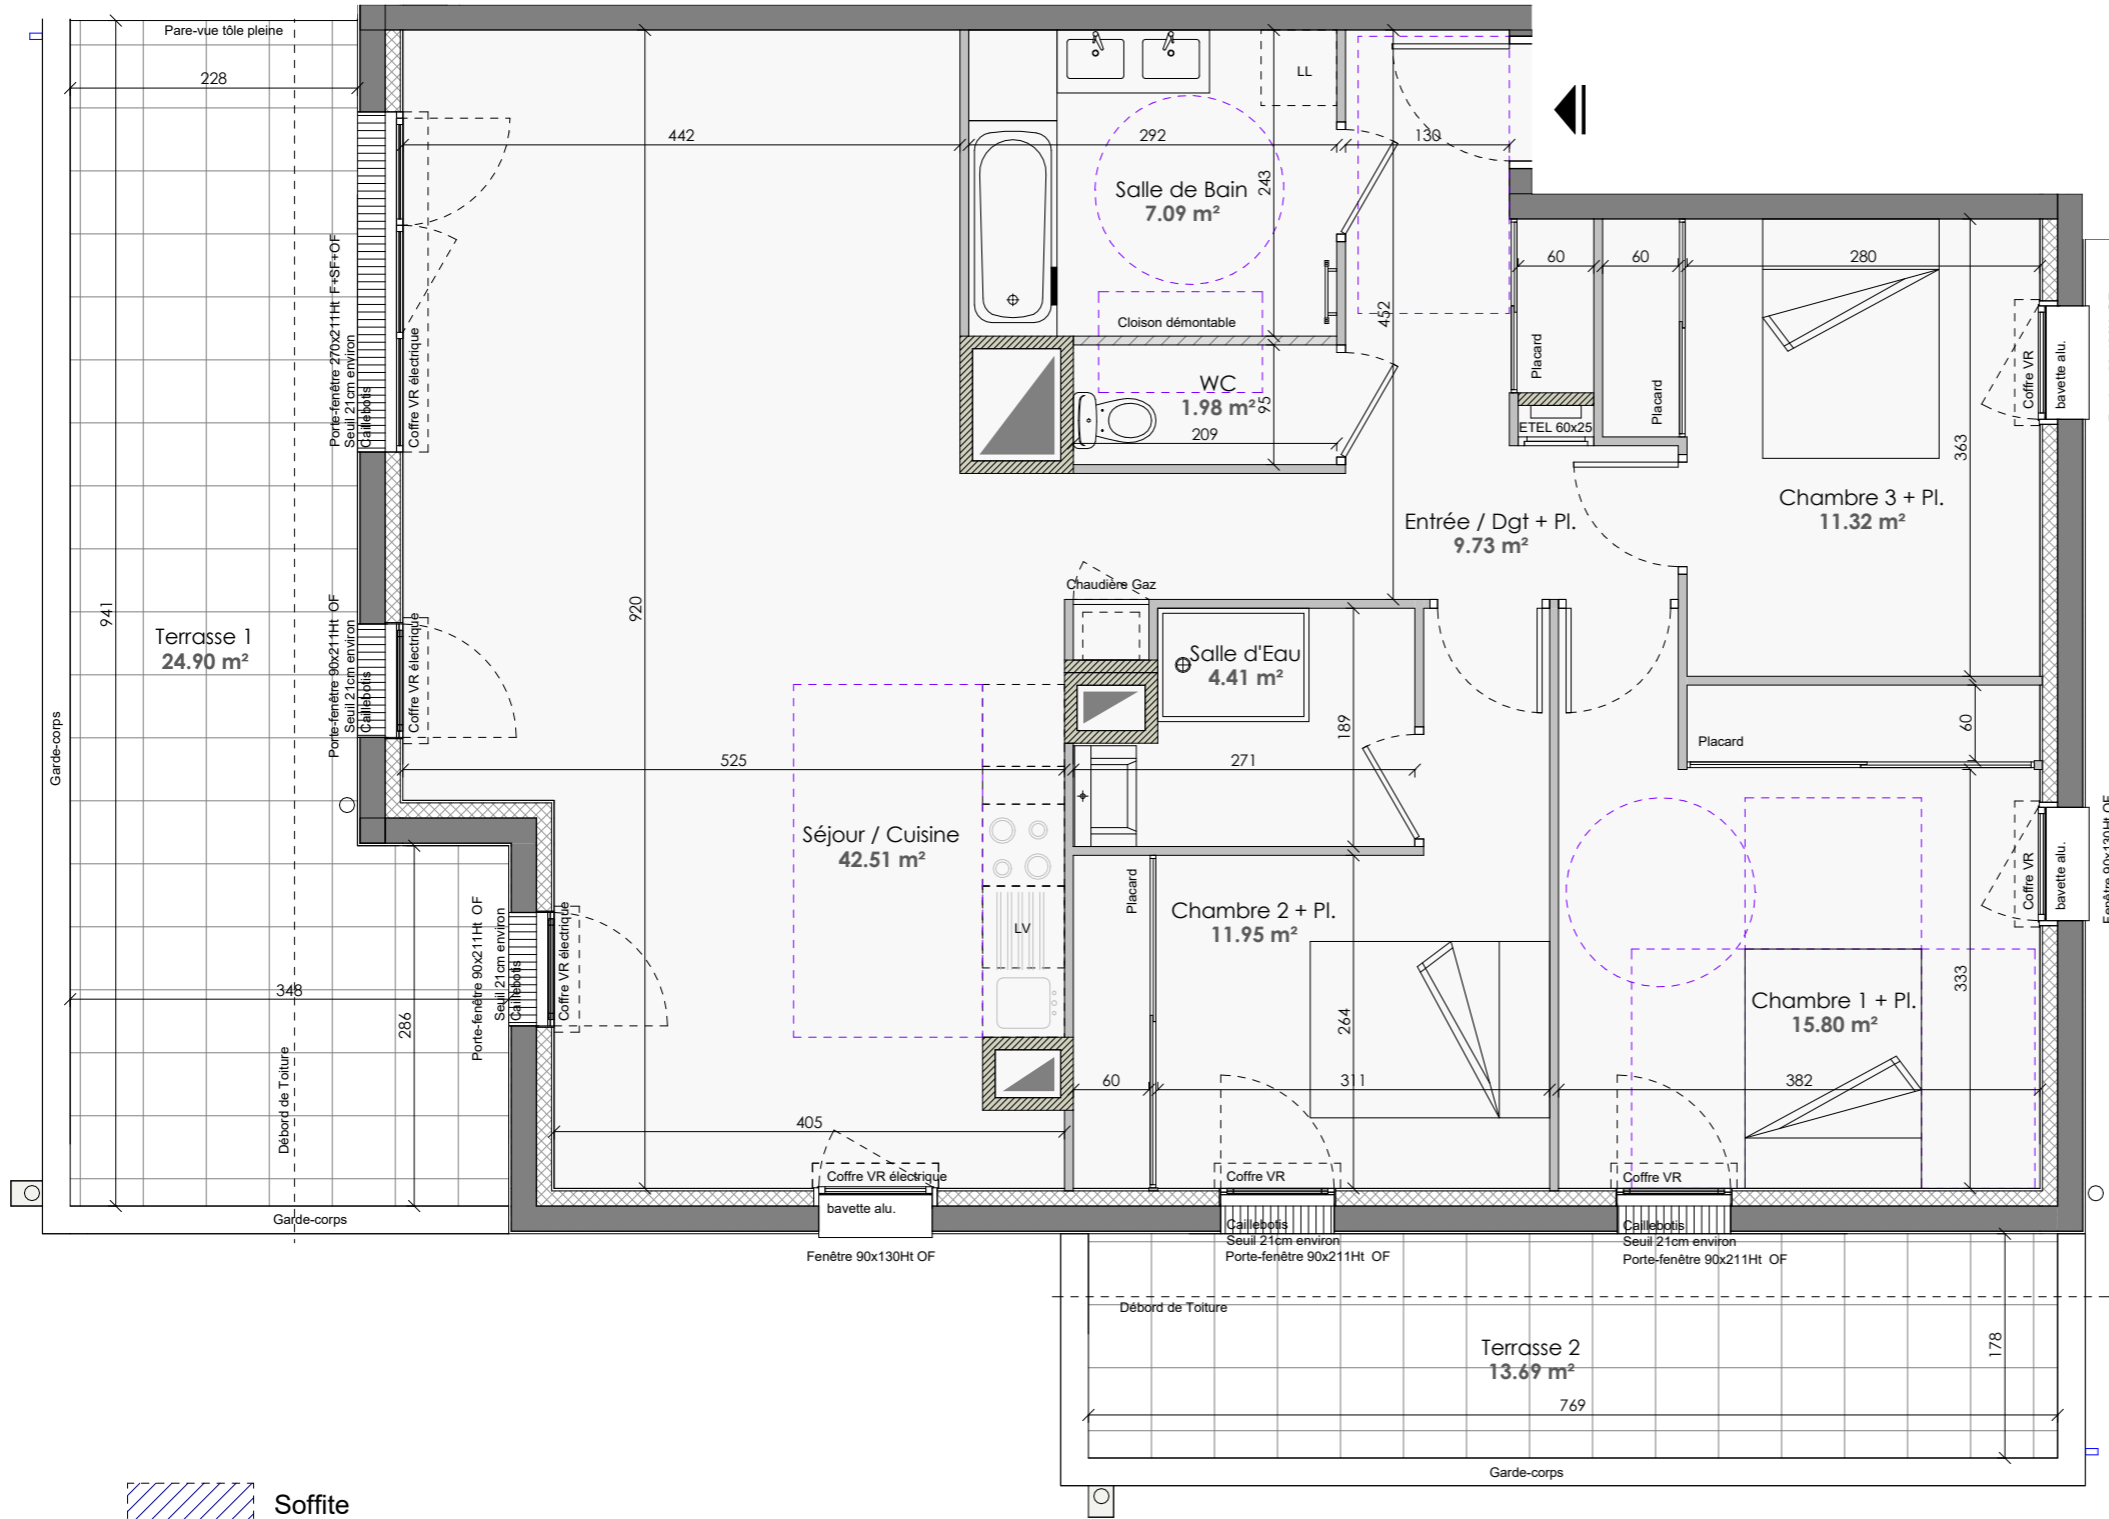 Pare-vue tôle pleine
228
442
292
130
LL
Salle de Bain
7.09 m²
243
452
60
60
280
Placard
Placard
Cloison démontable
WC
1.98 m²
95
209
ETEL 60x25
Coffre VR
bavette alu.
363
Chambre 3 + Pl.
11.32 m²
Entrée / Dgt + Pl.
9.73 m²
Porte-fenêtre 270x211Ht F+SF+OF
Seuil 21cm environ
Caillebotis
Coffre VR électrique
941
920
Terrasse 1
24.90 m²
Porte-fenêtre 90x211Ht OF
Seuil 21cm environ
Caillebotis
Coffre VR électrique
Chaudière Gaz
Salle d'Eau
4.41 m²
189
Garde-corps
525
271
Placard
60
Séjour / Cuisine
42.51 m²
Placard
Chambre 2 + Pl.
11.95 m²
LV
Coffre VR
bavette alu.
Fenêtre 90x130Ht OF
Porte-fenêtre 90x211Ht OF
Seuil 21cm environ
Caillebotis
Coffre VR électrique
348
286
264
333
Chambre 1 + Pl.
15.80 m²
Débord de Toiture
60
311
382
405
Coffre VR électrique
bavette alu.
Fenêtre 90x130Ht OF
Coffre VR
Caillebotis
Seuil 21cm environ
Porte-fenêtre 90x211Ht OF
Coffre VR
Caillebotis
Seuil 21cm environ
Porte-fenêtre 90x211Ht OF
Garde-corps
Débord de Toiture
Terrasse 2
13.69 m²
178
769
Garde-corps
Soffite